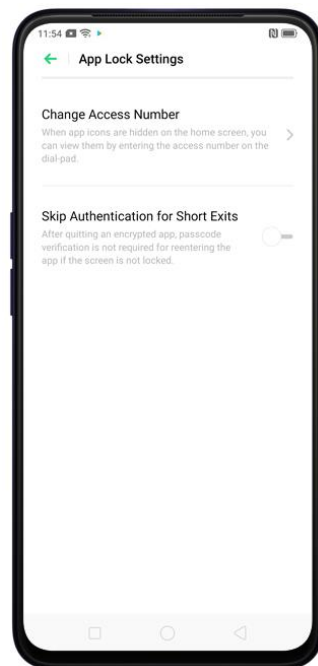 11:54
App Lock Settings
Change Access Number
When app icons are hidden on the home screen, you
can view them by entering the access number on the
dial-pad.
Skip Authentication for Short Exits
After quitting an encrypted app, passcode
verification is not required for reentering the
app if the screen is not locked.